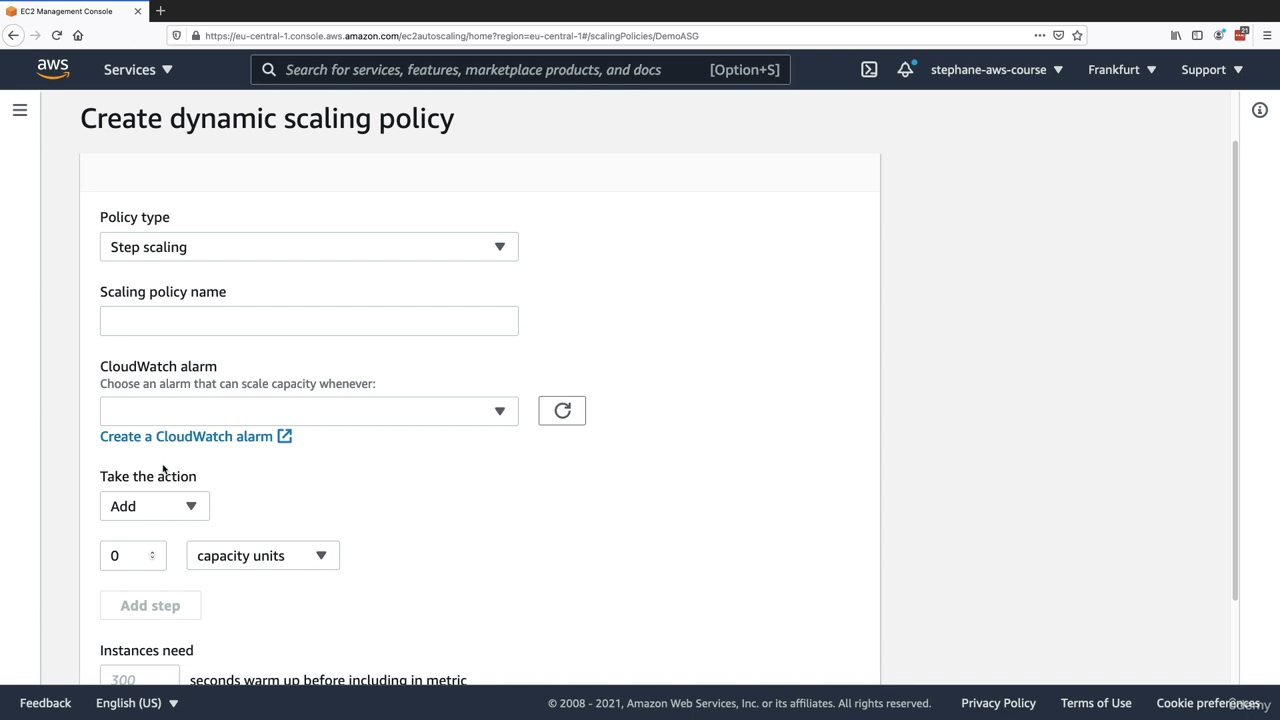 EC2 Management Console
https://eu-central-1.console.aws.amazon.com/ec2autoscaling/home?region=eu-central-1#/scalingPolicies/DemoASG
21
aws
Services
Search for services, features, marketplace products, and docs [Option+S]
stephane-aws-course
Frankfurt
Support
Create dynamic scaling policy
Policy type
Step scaling
Scaling policy name
CloudWatch alarm
Choose an alarm that can scale capacity whenever:
Create a CloudWatch alarm
Take the action
Add
0 capacity units
Add step
Instances need
300 seconds warm up before including in metric
Feedback English (US) © 2008 - 2021, Amazon Web Services, Inc. or its affiliates. All rights reserved. Privacy Policy Terms of Use Cookie preferences
Udemy